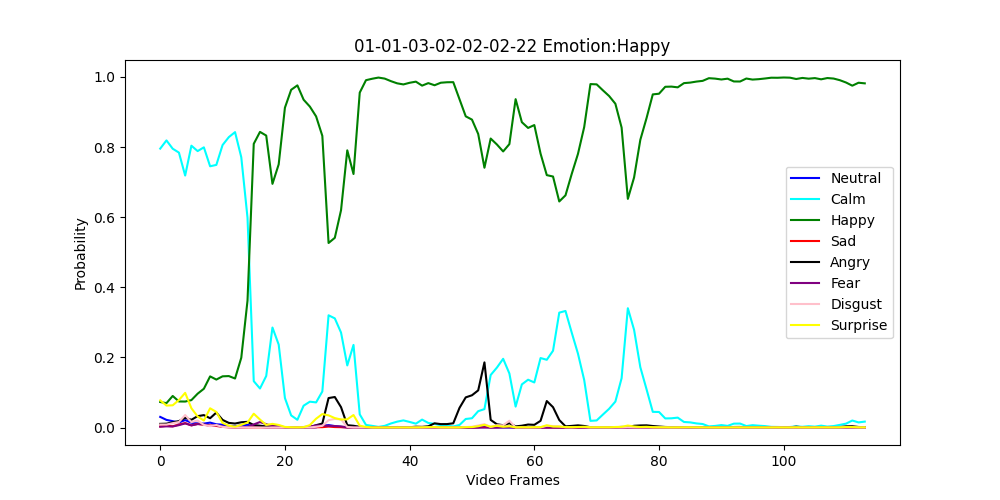 01-01-03-02-02-02-22 Emotion:Happy
1.0
0.8
0.6
0.4
0.2
0.0
Probability
0
20
40
60
80
100
Video Frames
Neutral
Calm
Happy
Sad
Angry
Fear
Disgust
Surprise